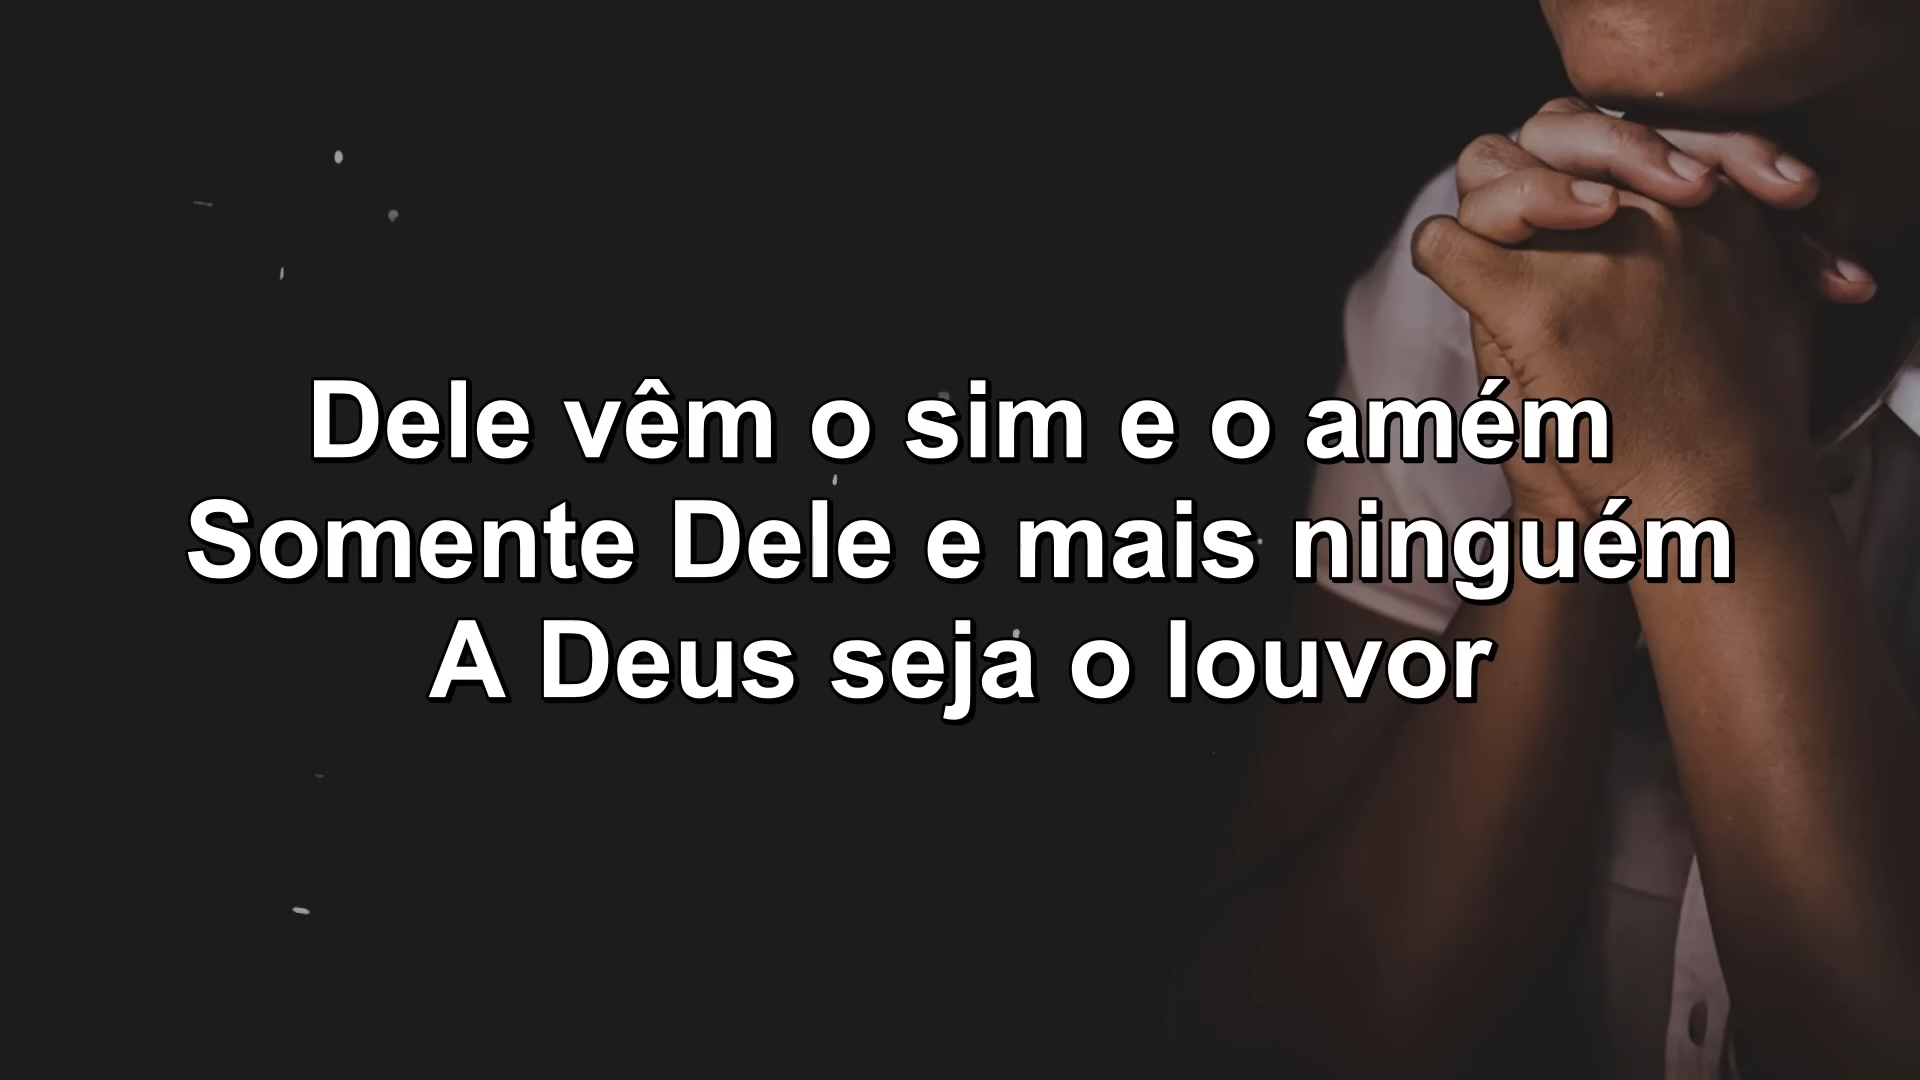 Dele vêm o sim e o amém
Somente Dele e mais ninguém
A Deus seja o louvor